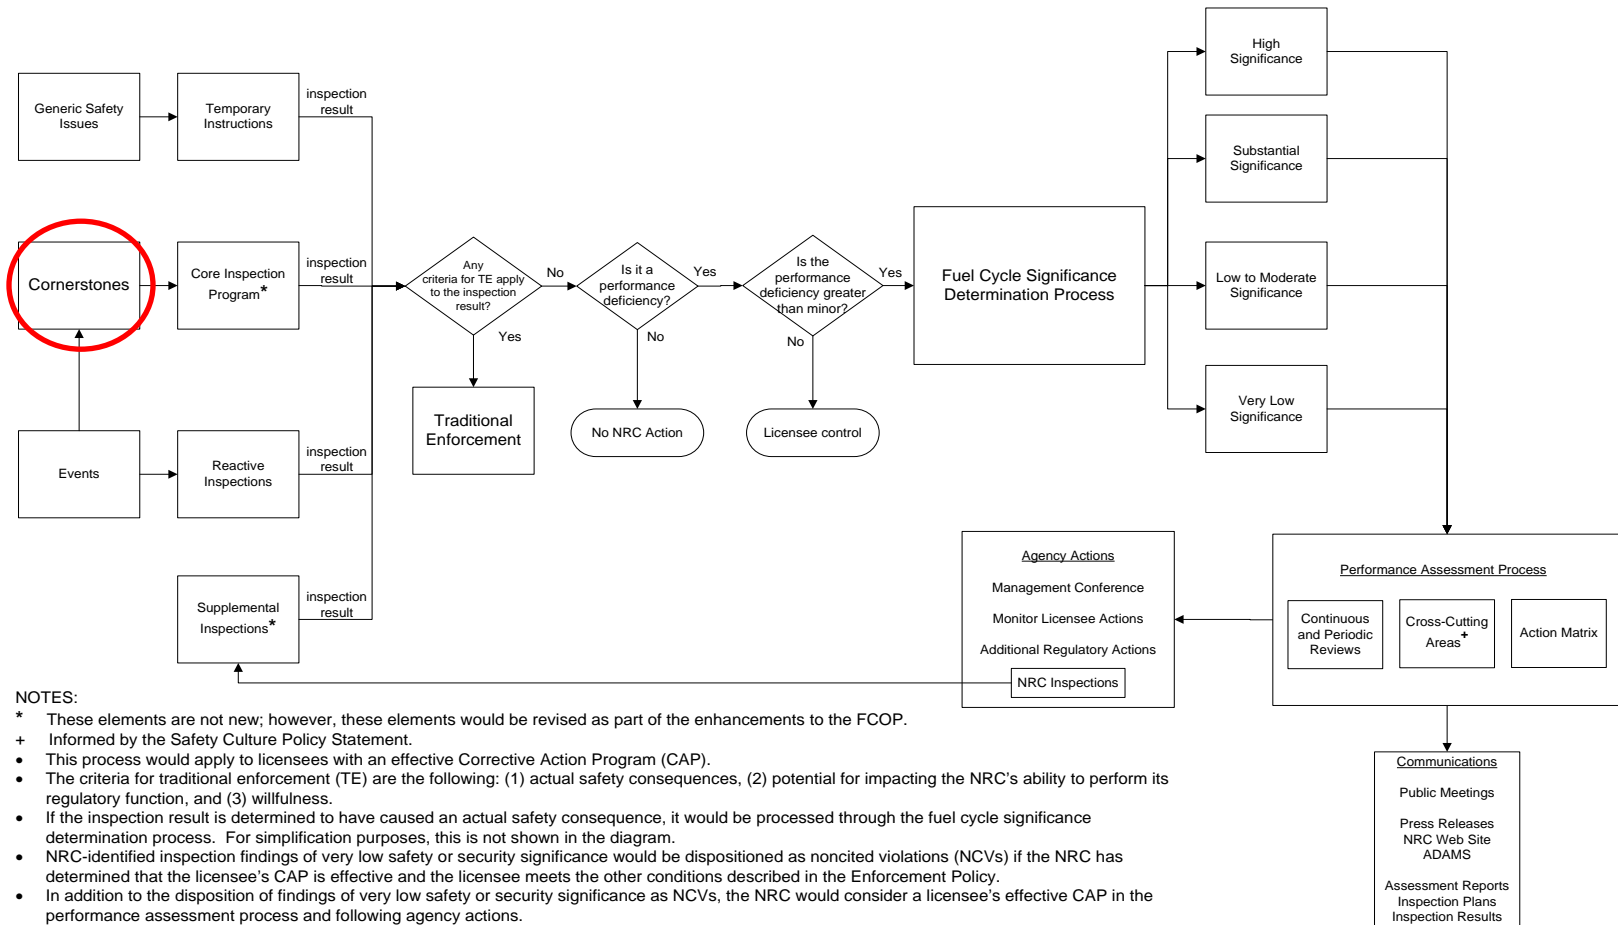 Generic Safety
Issues
Temporary
Instructions
inspection
result
Cornerstones
Core Inspection
Program*
inspection
result
Events
Reactive
Inspections
inspection
result
Supplemental
Inspections*
inspection
result
Any
criteria for TE apply
to the inspection
result?
No
Yes
Traditional
Enforcement
Is it a
performance
deficiency?
Yes
No
No NRC Action
Is the
performance
deficiency greater
than minor?
Yes
No
Licensee control
Fuel Cycle Significance
Determination Process
High
Significance
Substantial
Significance
Low to Moderate
Significance
Very Low
Significance
Performance Assessment Process
Continuous
and Periodic
Reviews
Cross-Cutting
Areas+
Action Matrix
Agency Actions
Management Conference
Monitor Licensee Actions
Additional Regulatory Actions
NRC Inspections
Communications
Public Meetings
Press Releases
NRC Web Site
ADAMS
Assessment Reports
Inspection Plans
Inspection Results
NOTES:
* These elements are not new; however, these elements would be revised as part of the enhancements to the FCOP.
+ Informed by the Safety Culture Policy Statement.
• This process would apply to licensees with an effective Corrective Action Program (CAP).
• The criteria for traditional enforcement (TE) are the following: (1) actual safety consequences, (2) potential for impacting the NRC's ability to perform its
regulatory function, and (3) willfulness.
• If the inspection result is determined to have caused an actual safety consequence, it would be processed through the fuel cycle significance
determination process. For simplification purposes, this is not shown in the diagram.
• NRC-identified inspection findings of very low safety or security significance would be dispositioned as noncited violations (NCVs) if the NRC has
determined that the licensee's CAP is effective and the licensee meets the other conditions described in the Enforcement Policy.
• In addition to the disposition of findings of very low safety or security significance as NCVs, the NRC would consider a licensee's effective CAP in the
performance assessment process and following agency actions.